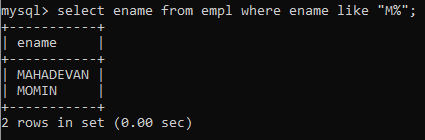 mysql> select ename from empl where ename like "M%";
+-----------+
| ename     |
+-----------+
| MAHADEVAN |
| MOMIN     |
+-----------+
2 rows in set (0.00 sec)